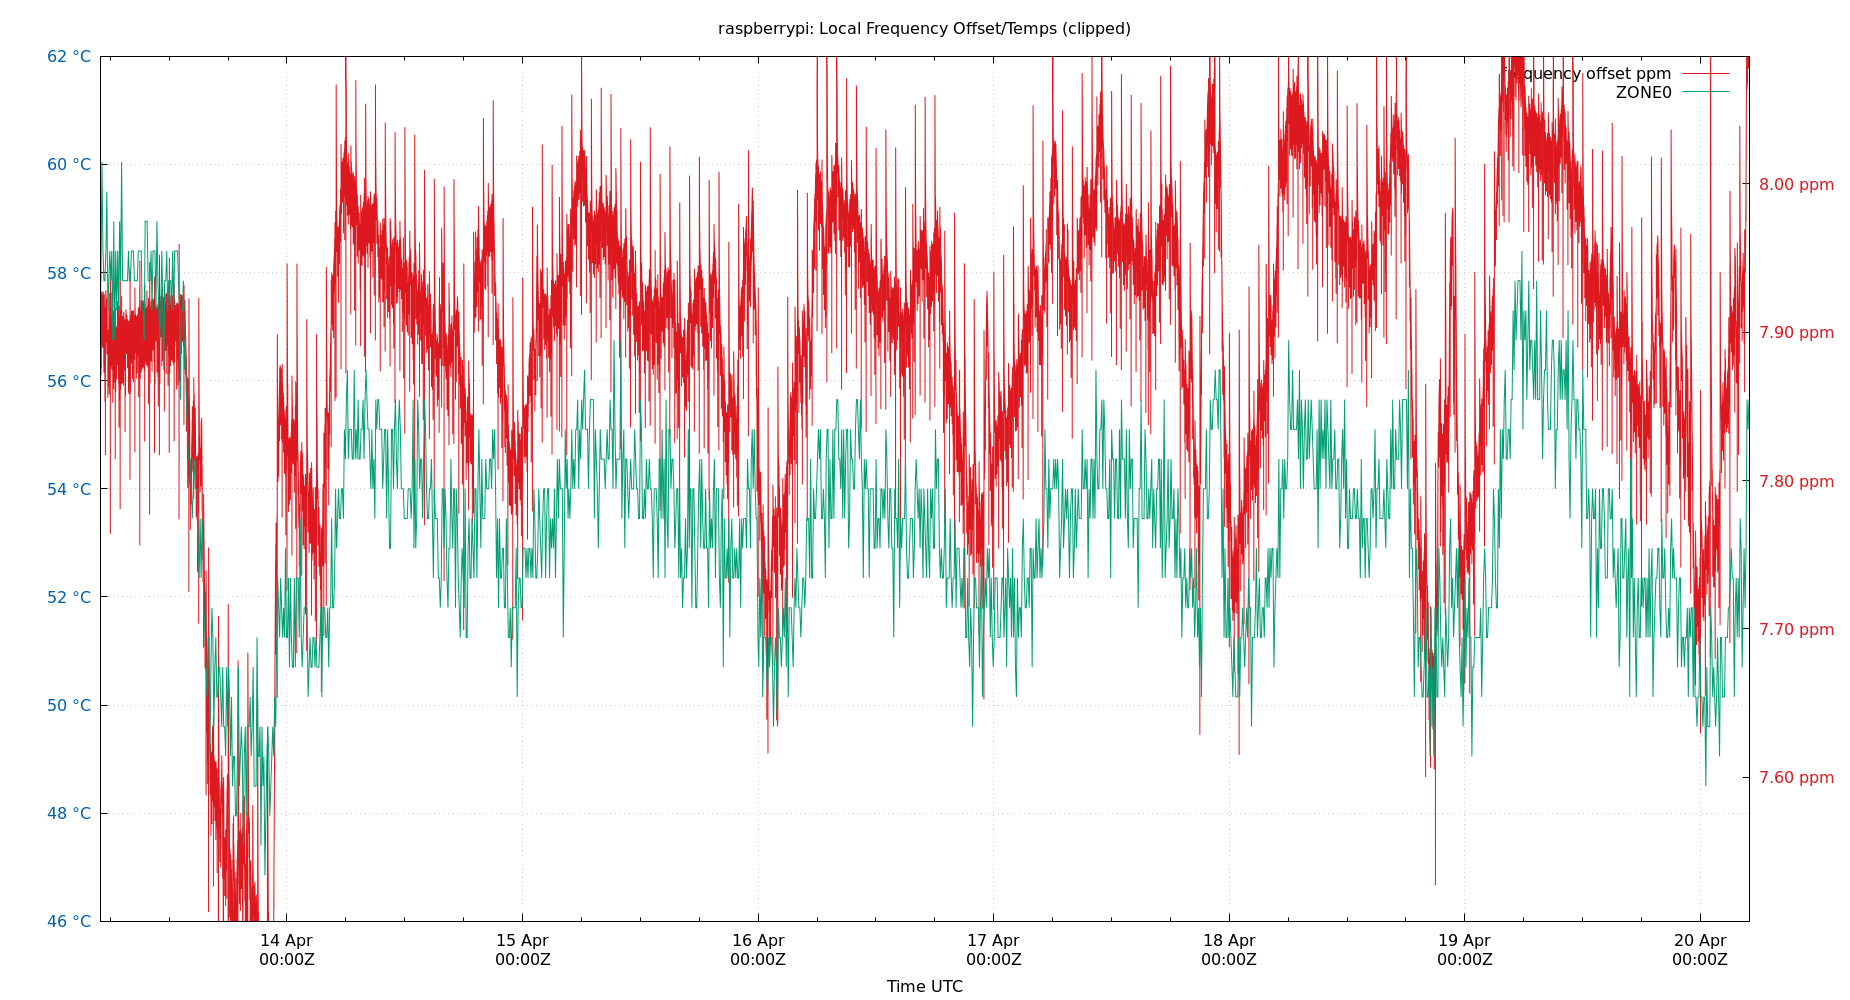 raspberrypi: Local Frequency Offset/Temps (clipped)
62 °C
60 °C
58 °C
56 °C
54 °C
52 °C
50 °C
48 °C
46 °C
frequency offset ppm
ZONE0
8.00 ppm
7.90 ppm
7.80 ppm
7.70 ppm
7.60 ppm
14 Apr
00:00Z
15 Apr
00:00Z
16 Apr
00:00Z
17 Apr
00:00Z
18 Apr
00:00Z
19 Apr
00:00Z
20 Apr
00:00Z
Time UTC